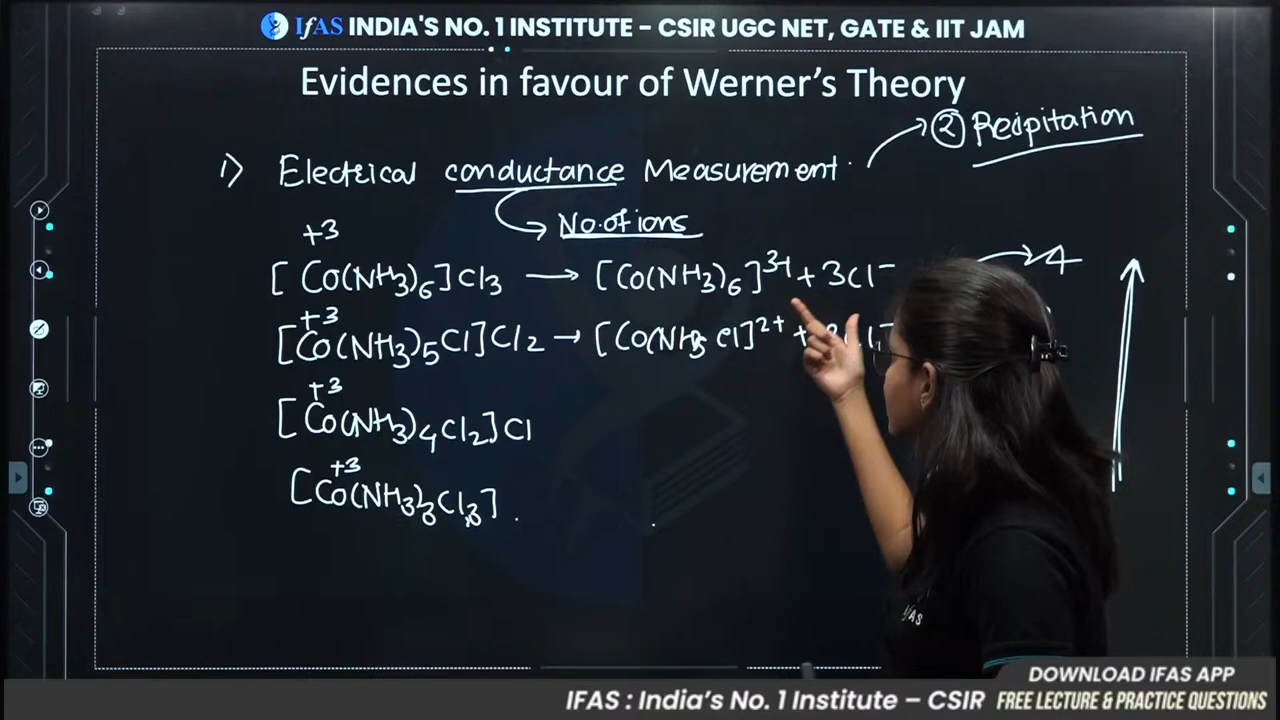 IfAS INDIA'S NO. 1 INSTITUTE – CSIR UGC NET, GATE & IIT JAM
Evidences in favour of Werner's Theory
② Precipitation
1) Electrical conductance Measurement
No. of ions
+3
[Co(NH3)6]Cl3 → [Co(NH3)6]3+ + 3Cl– → 4
+3
[Co(NH3)5Cl]Cl2 → [Co(NH3)5 Cl]2+ +
+3
[Co(NH3)4Cl2]Cl
+3
[Co(NH3)3Cl3]
IfAS
DOWNLOAD IFAS APP
IFAS : India's No. 1 Institute – CSIR FREE LECTURE & PRACTICE QUESTIONS